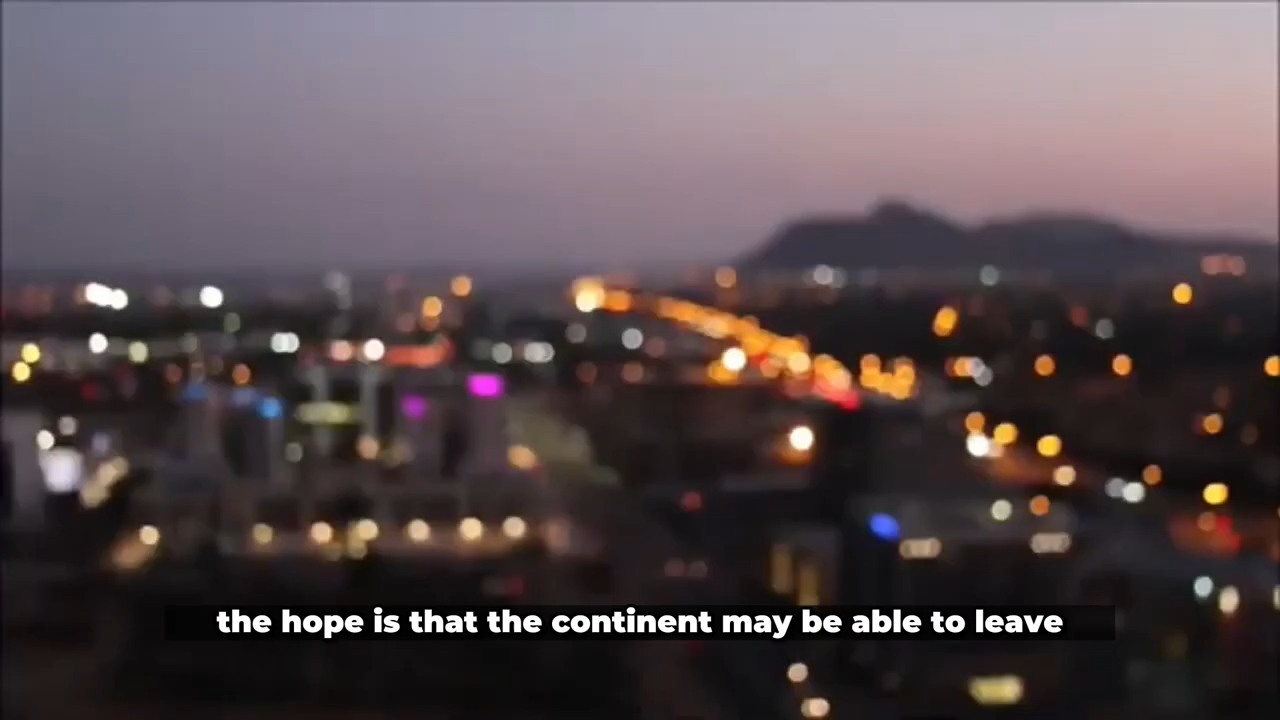 the hope is that the continent may be able to leave